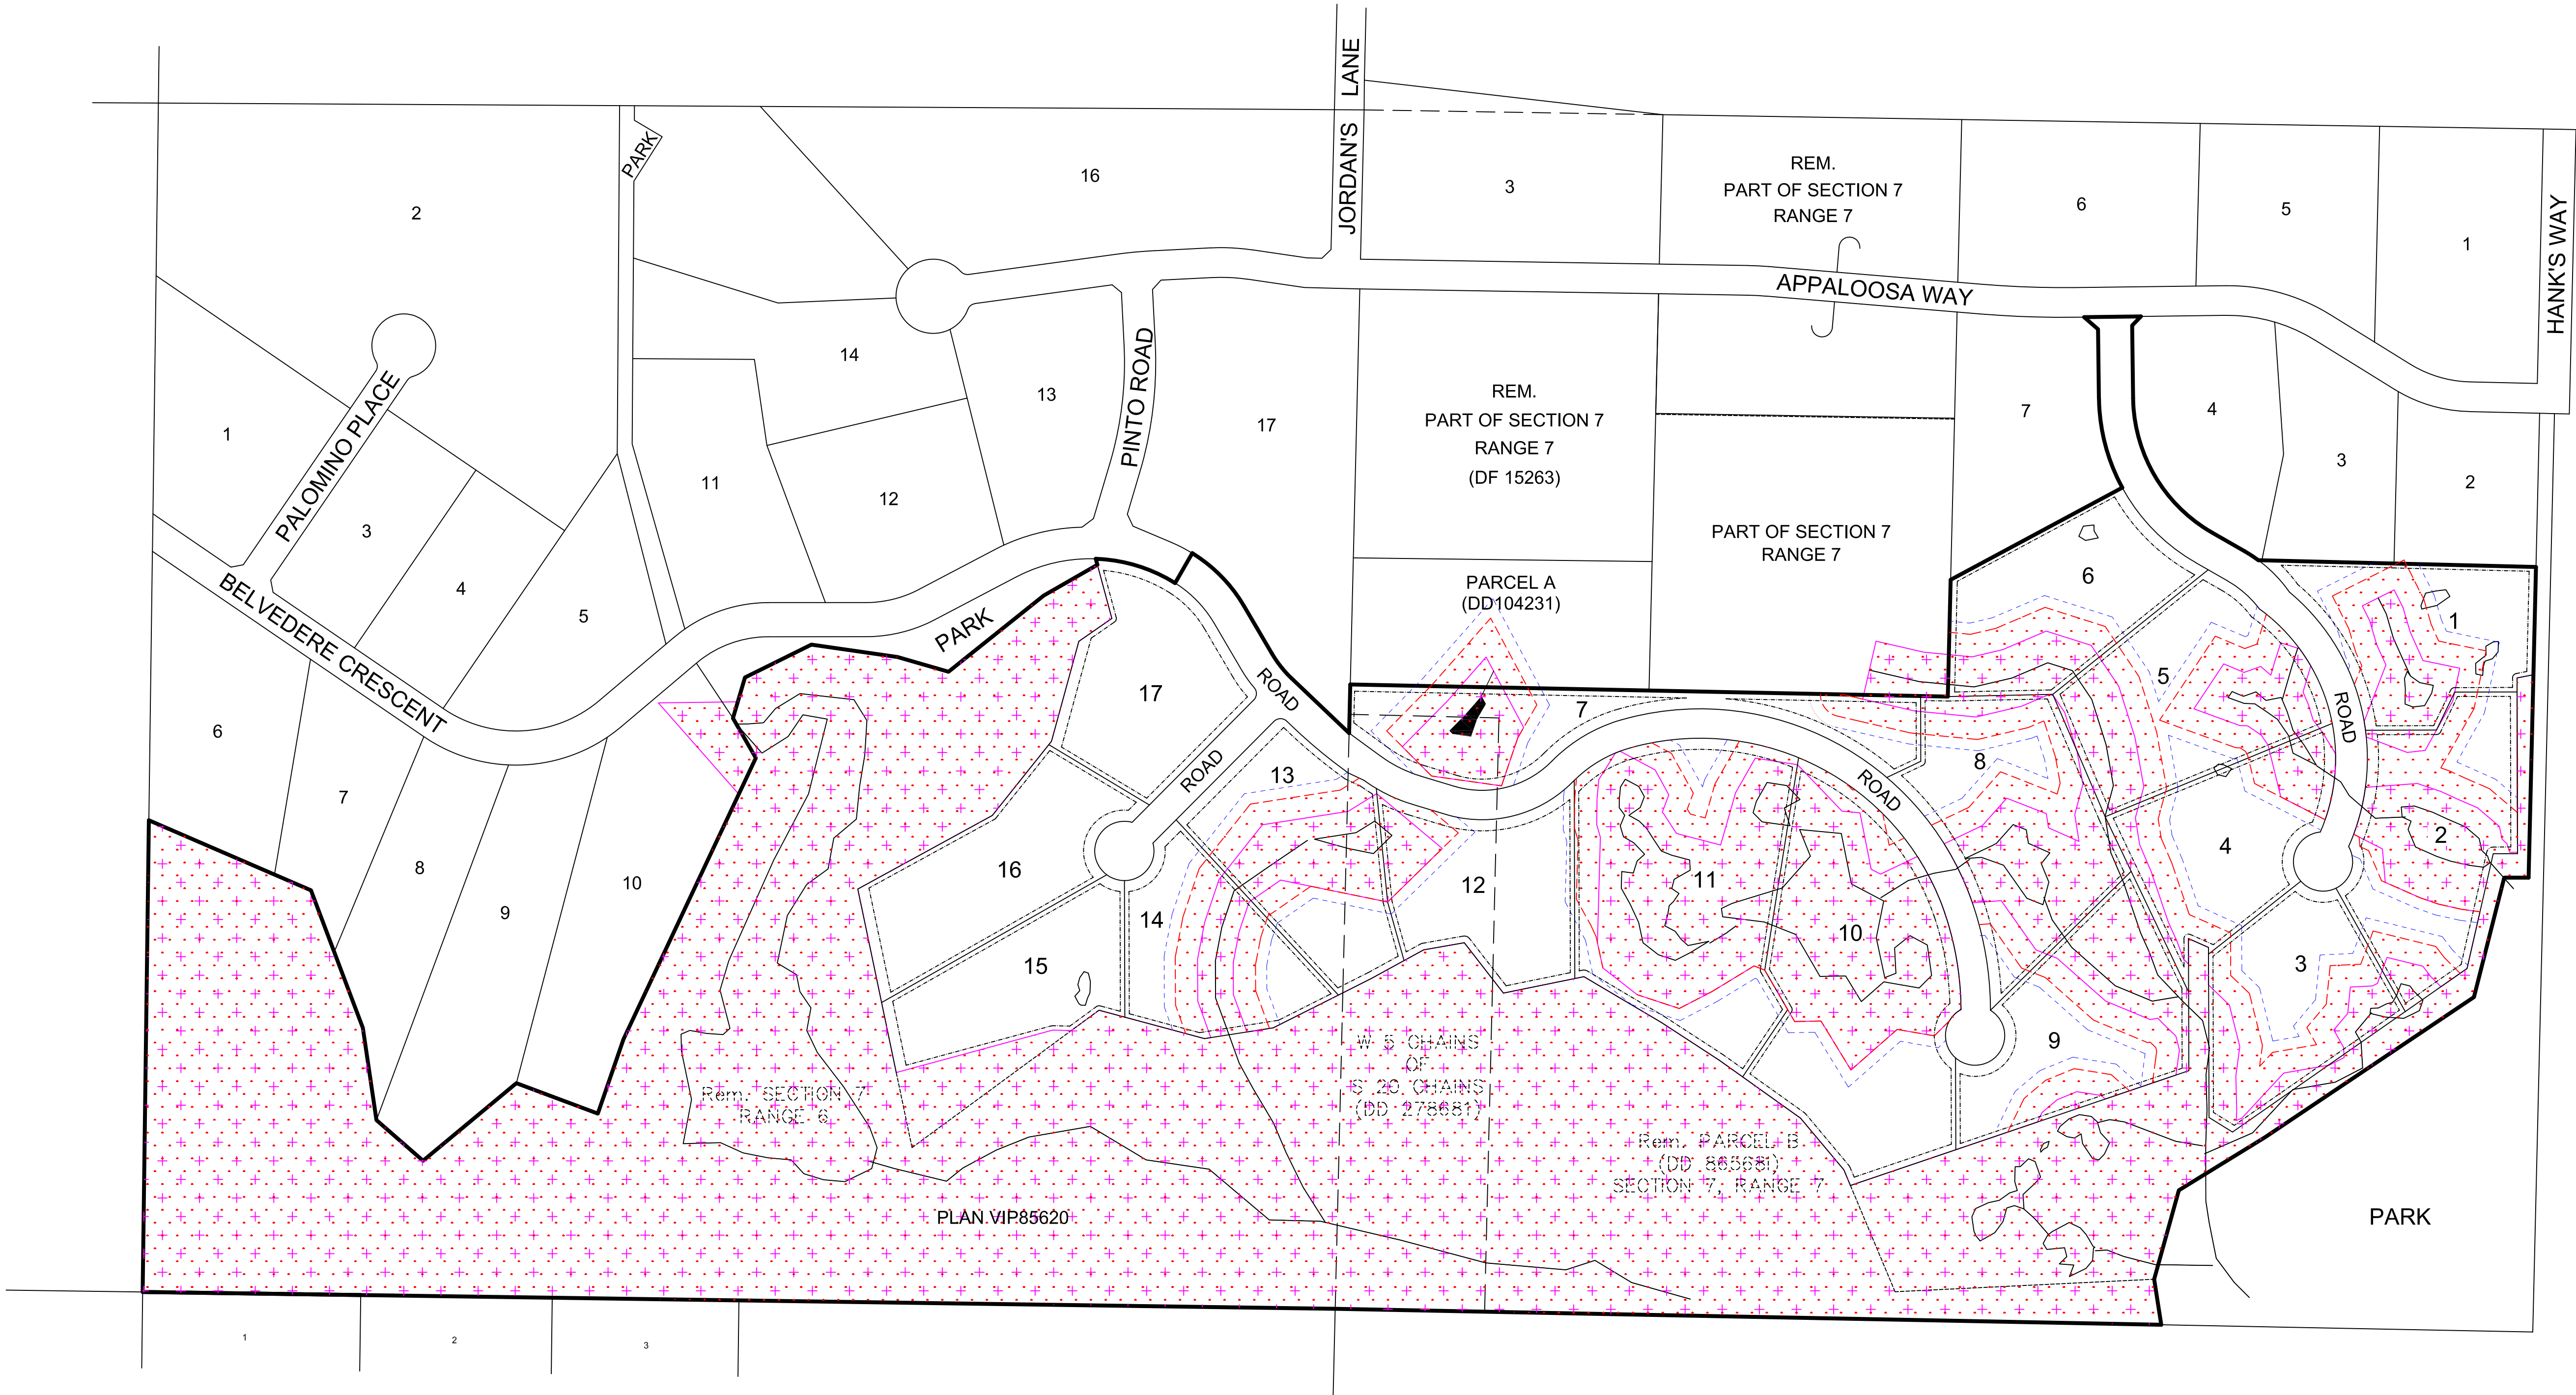 JORDAN'S LANE
PARK
2
16
3
REM.
PART OF SECTION 7
RANGE 7
6
5
1
HANK'S WAY
APPALOOSA WAY
PALOMINO PLACE
PINTO ROAD
14
13
17
REM.
PART OF SECTION 7
RANGE 7
(DF 15263)
7
4
3
2
1
3
4
5
11
12
PART OF SECTION 7
RANGE 7
PARCEL A
(DD104231)
BELVEDERE CRESCENT
PARK
6
7
8
9
10
17
ROAD
ROAD
16
15
14
13
12
7
11
10
ROAD
8
9
6
5
4
3
ROAD
1
2
W 5 CHAINS
OF
S 20 CHAINS
(DD 278681)
Rem. SECTION 7
RANGE 6
Rem. PARCEL B
(DD 86568I)
SECTION 7, RANGE 7
PLAN VIP85620
PARK
1
2
3